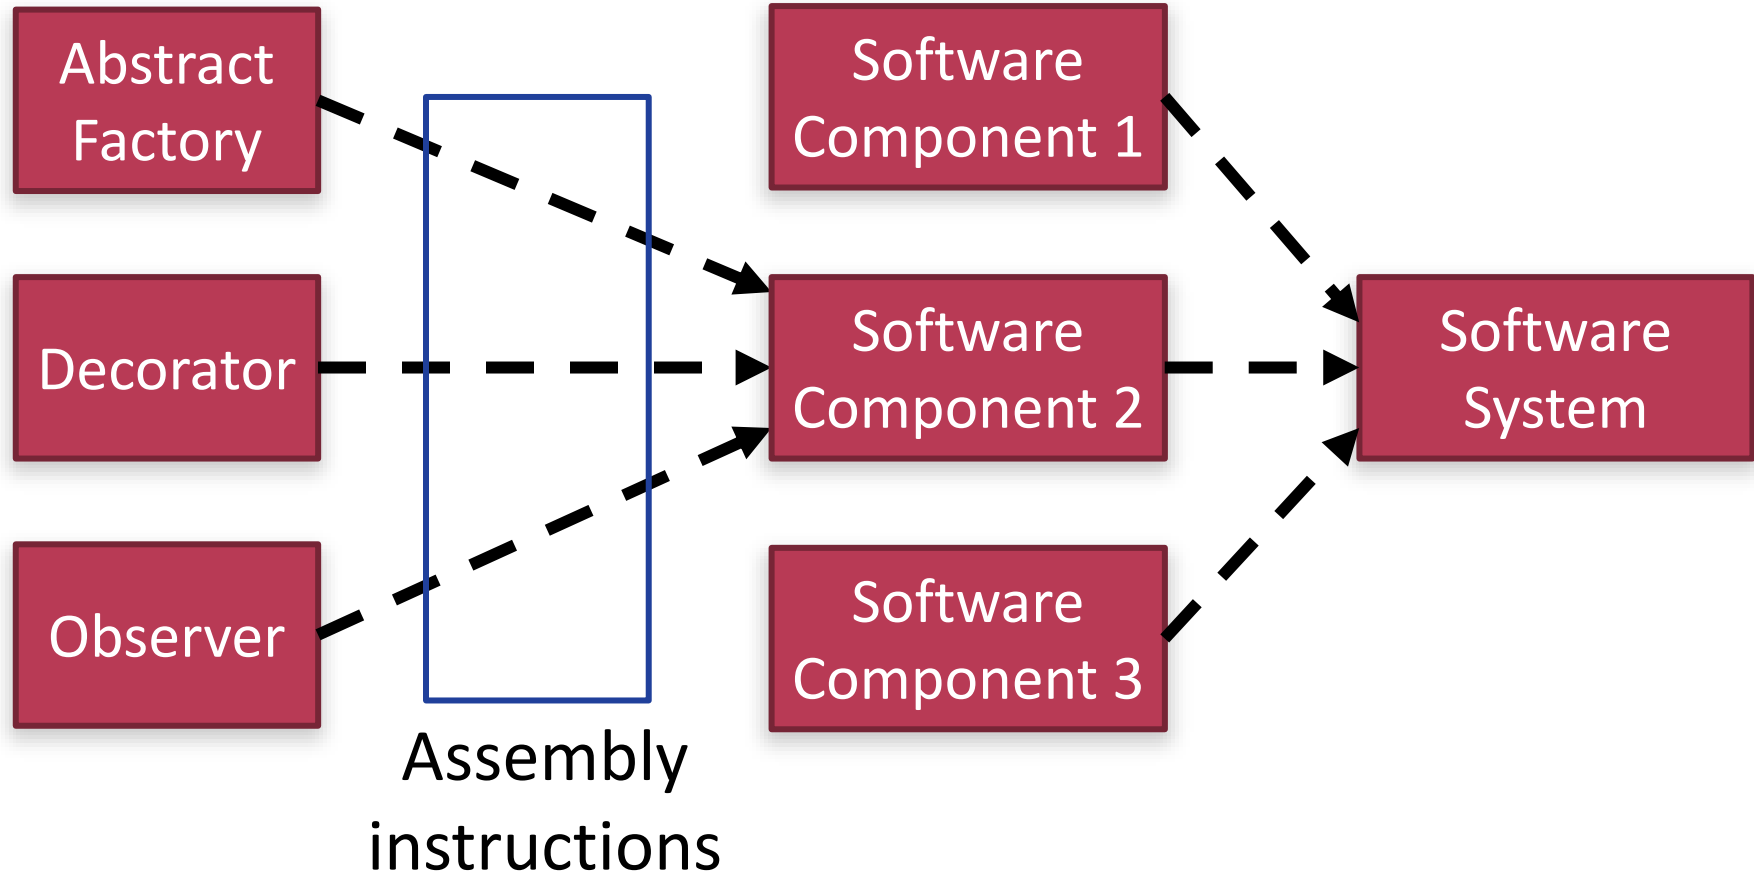 Abstract
Factory
Decorator
Observer
Assembly
instructions
Software
Component 1
Software
Component 2
Software
Component 3
Software
System